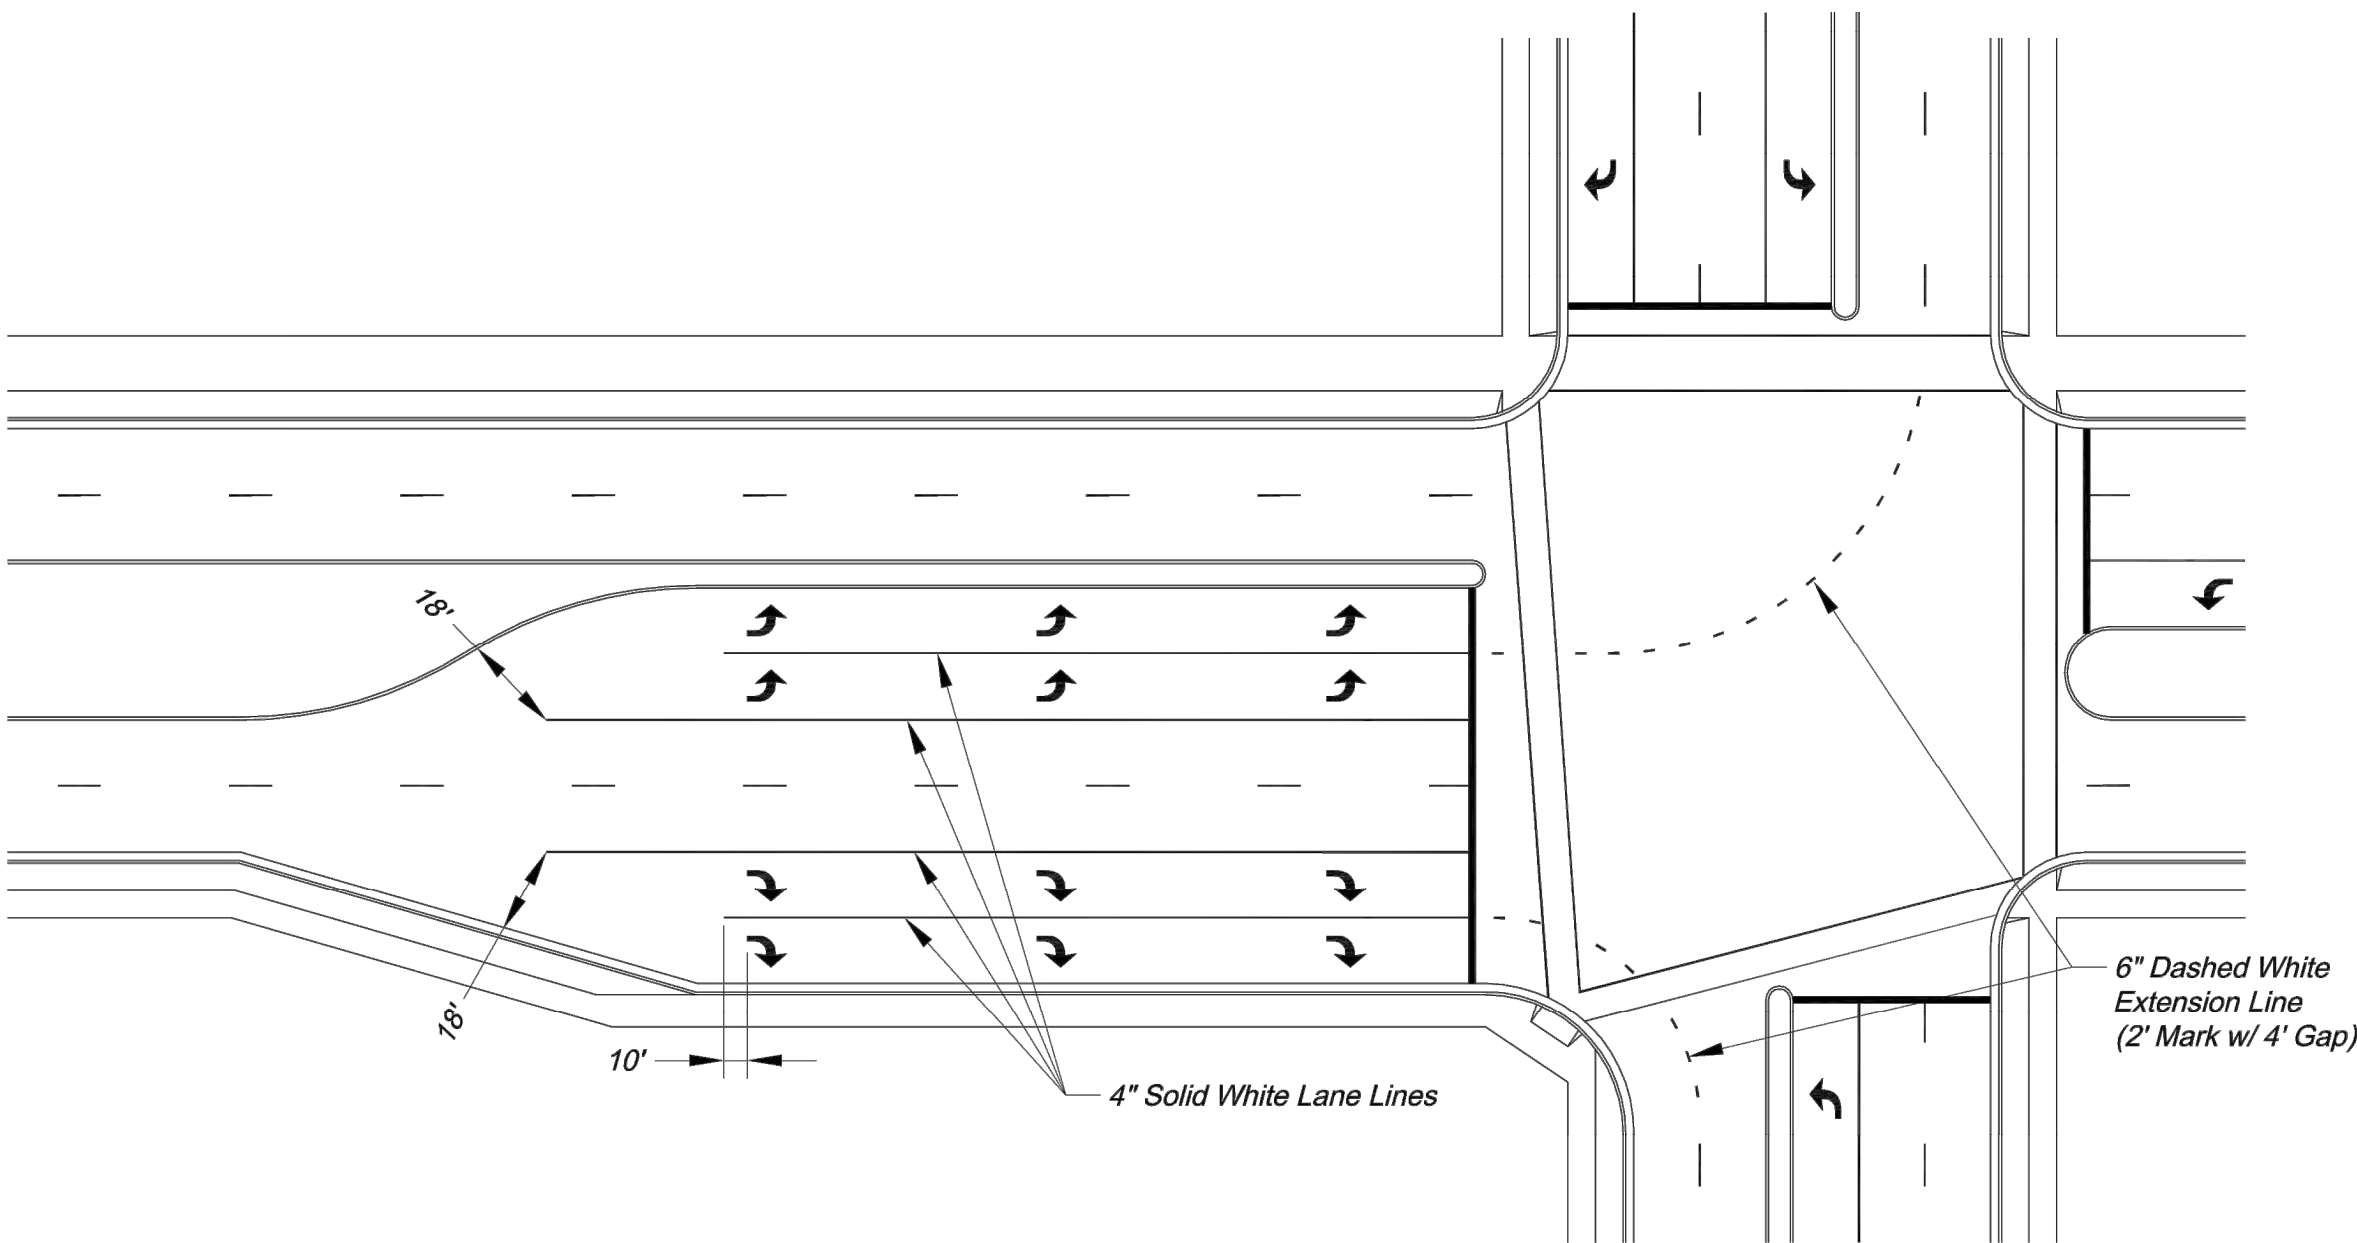 18'
18'
10'
4" Solid White Lane Lines
6" Dashed White
Extension Line
(2' Mark w/ 4' Gap)